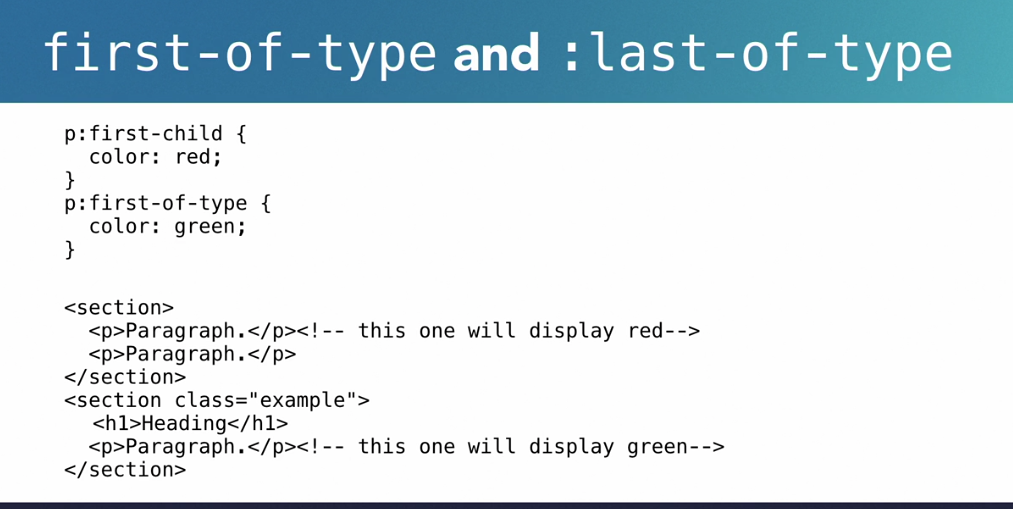 first-of-type and :last-of-type
p:first-child {
  color: red;
}
p:first-of-type {
  color: green;
}
<section>
  <p>Paragraph.</p><!-- this one will display red-->
  <p>Paragraph.</p>
</section>
<section class="example">
  <h1>Heading</h1>
  <p>Paragraph.</p><!-- this one will display green-->
</section>